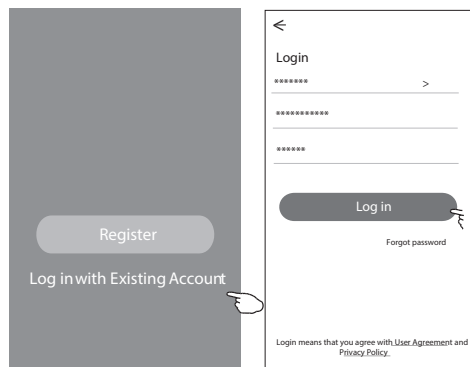 Register
Log in with Existing Account
Login
*******
>
***********
******
Log in
Forgot password
Login means that you agree with User Agreement and
Privacy Policy